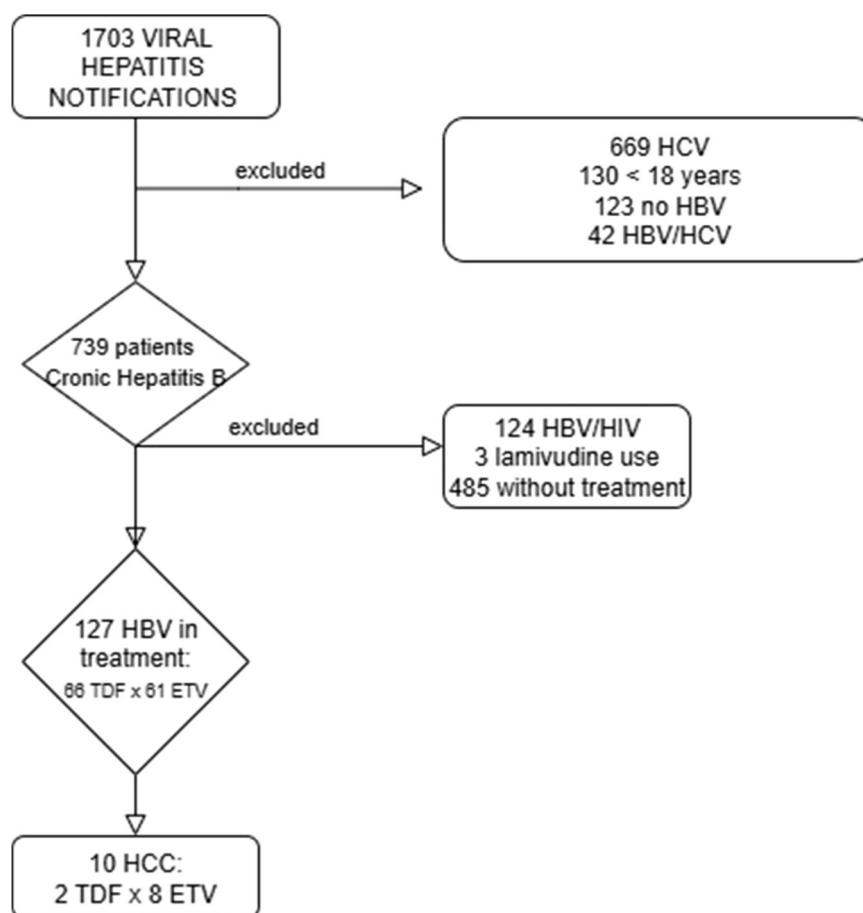 1703 VIRAL
HEPATITIS
NOTIFICATIONS
excluded
669 HCV
130 < 18 years
123 no HBV
42 HBV/HCV
739 patients
Cronic Hepatitis B
excluded
124 HBV/HIV
3 lamivudine use
485 without treatment
127 HBV in
treatment:
66 TDF x 61 ETV
10 HCC:
2 TDF x 8 ETV